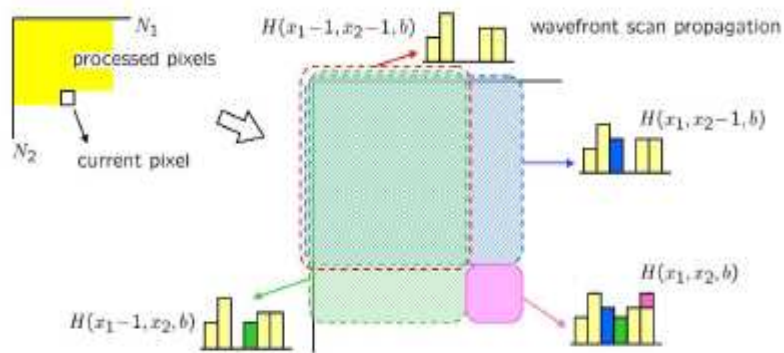 N₁
processed pixels
N₂
current pixel
H(x₁−1, x₂−1, b)
wavefront scan propagation
H(x₁, x₂−1, b)
H(x₁−1, x₂, b)
H(x₁, x₂, b)